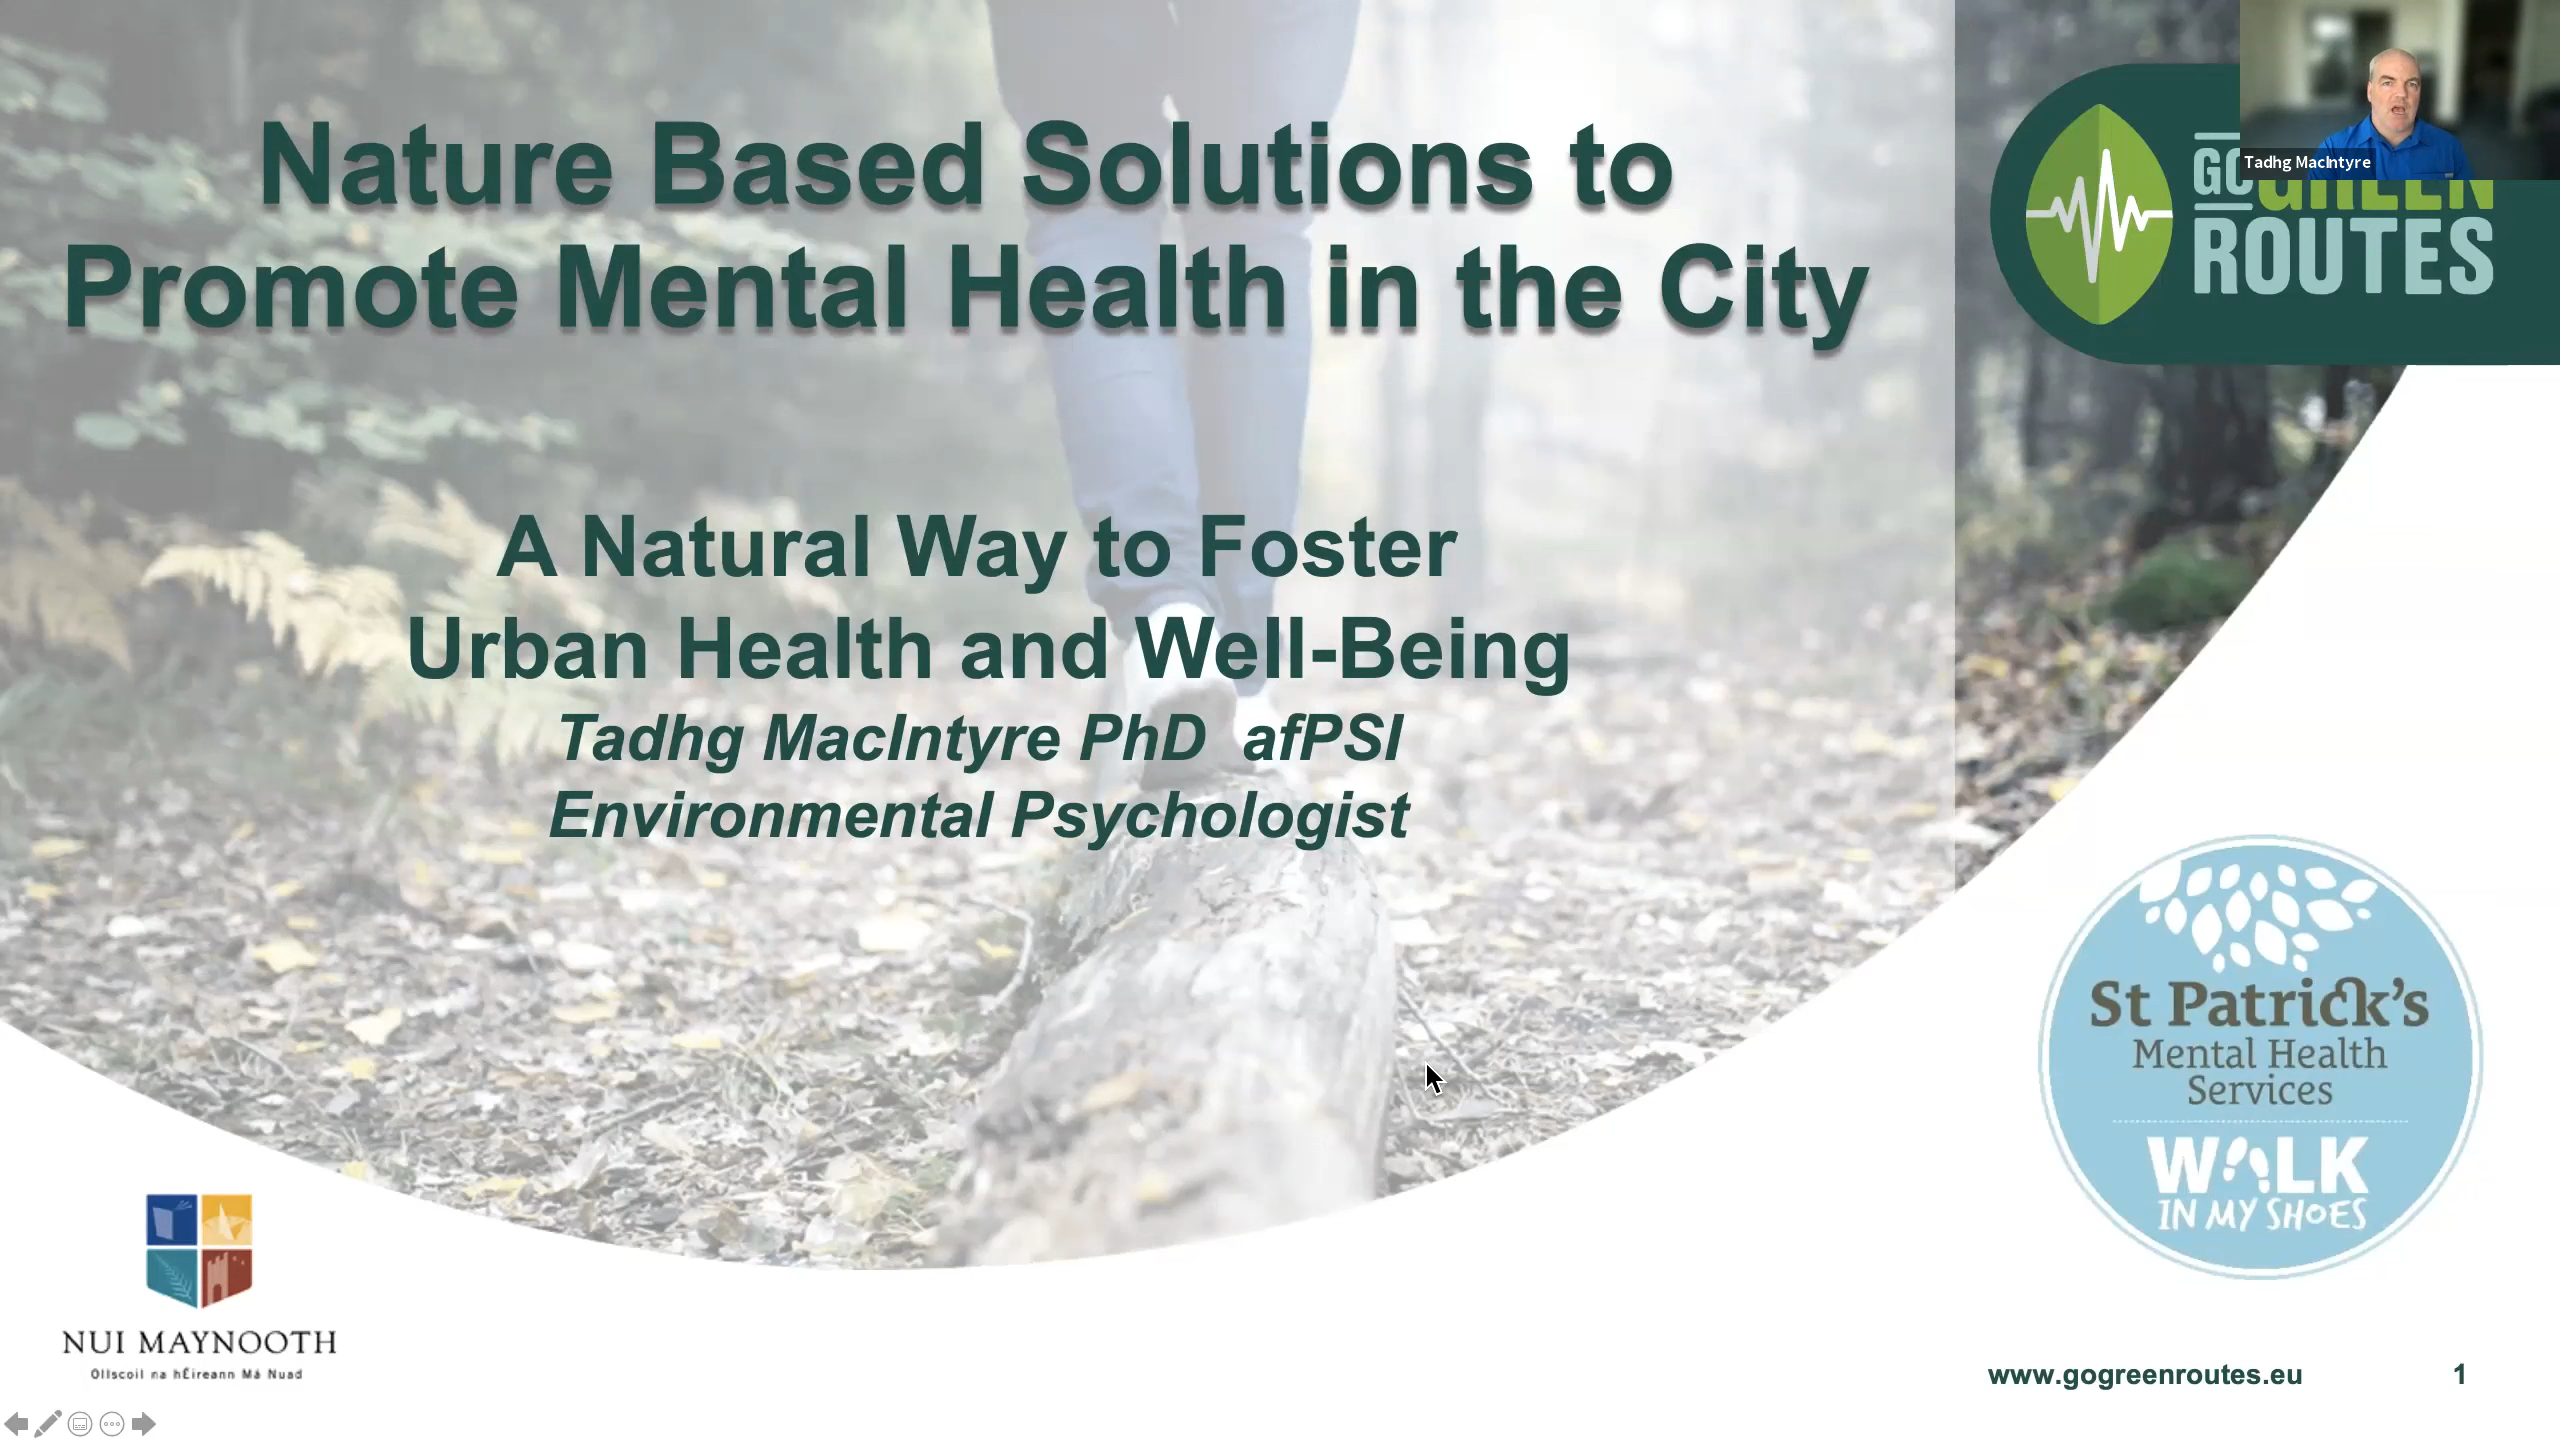 Nature Based Solutions to
Promote Mental Health in the City
A Natural Way to Foster
Urban Health and Well-Being
Tadhg MacIntyre PhD afPSI
Environmental Psychologist
Tadhg MacIntyre
GOGREEN
ROUTES
St Patrick's
Mental Health
Services
WALK
IN MY SHOES
NUI MAYNOOTH
Ollscoil na hÉireann Má Nuad
www.gogreenroutes.eu
1